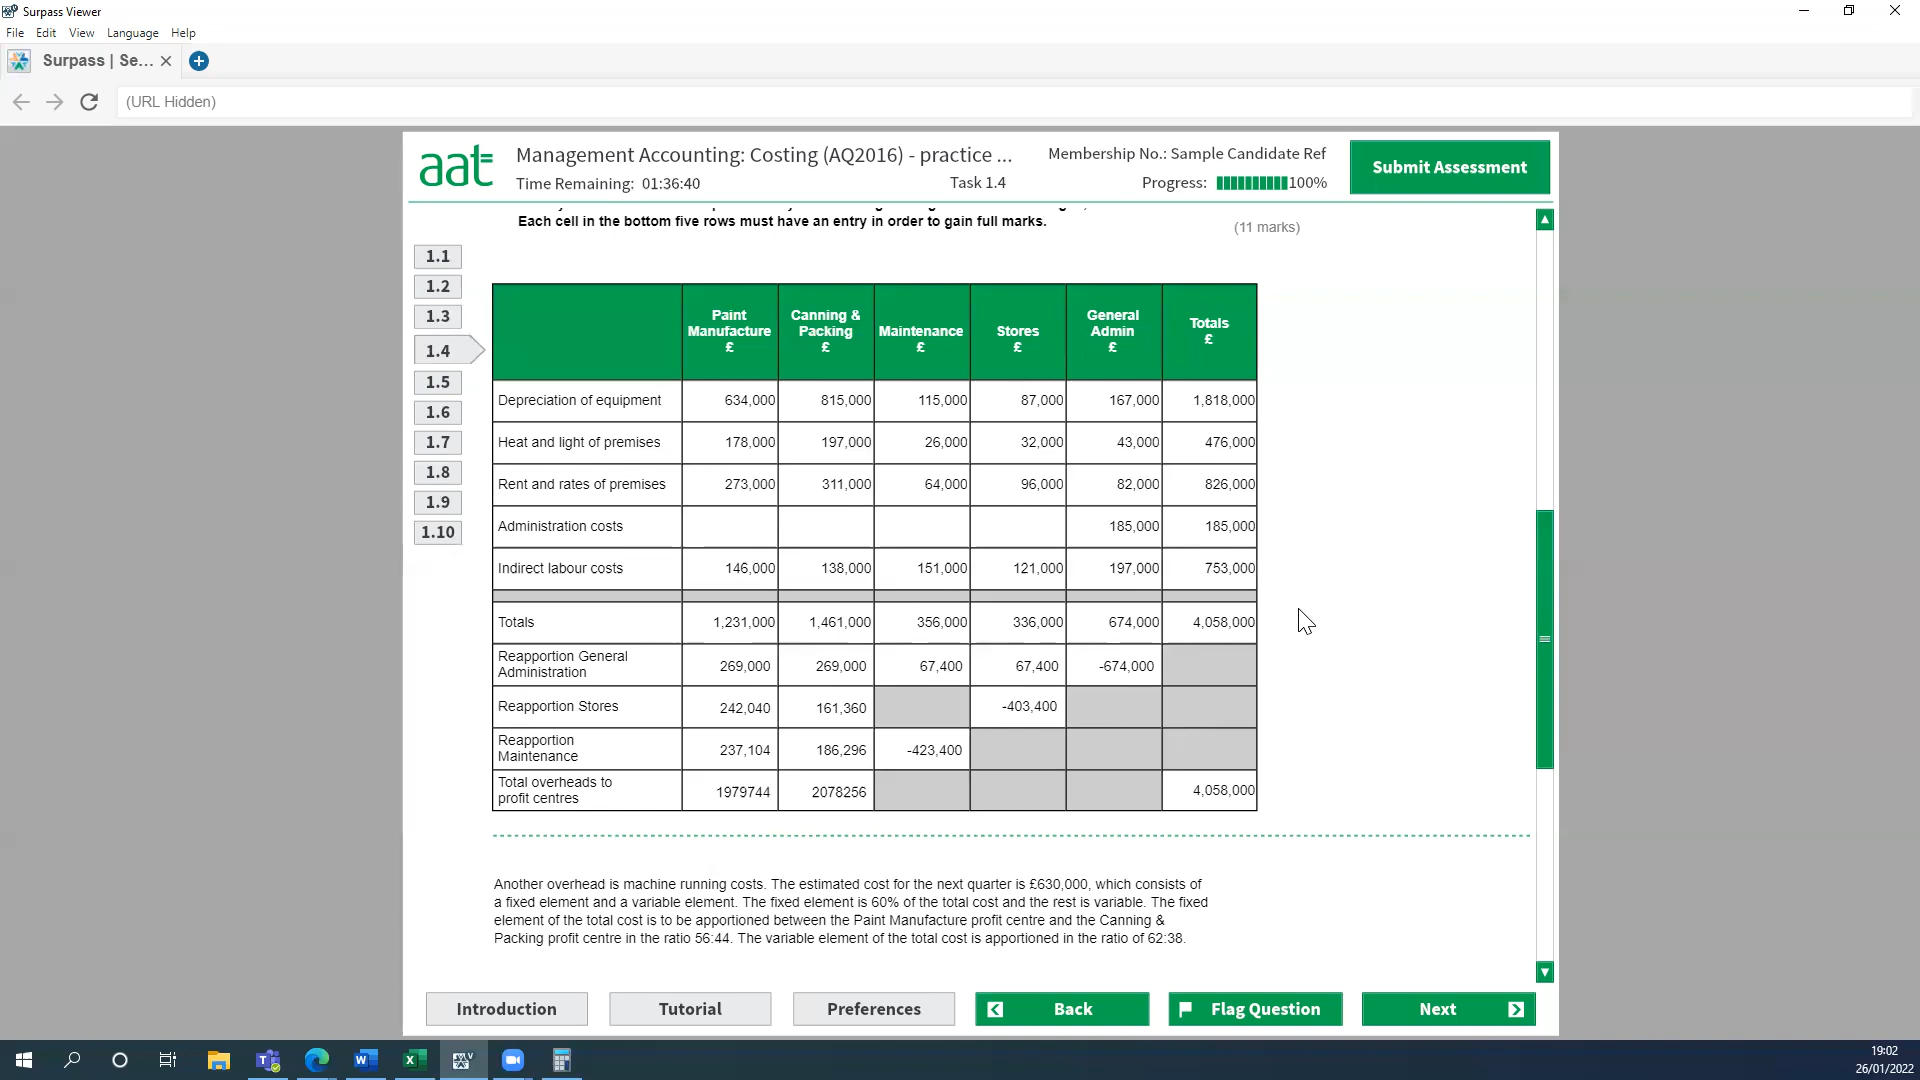 Surpass Viewer
File Edit View Language Help
Surpass | Se...
(URL Hidden)
aat
Management Accounting: Costing (AQ2016) - practice ...
Membership No.: Sample Candidate Ref
Submit Assessment
Time Remaining: 01:36:40
Task 1.4
Progress: 100%
Each cell in the bottom five rows must have an entry in order to gain full marks.
(11 marks)
1.1
1.2
1.3
1.4
1.5
1.6
1.7
1.8
1.9
1.10
Paint Manufacture £ Canning & Packing £ Maintenance £ Stores £ General Admin £ Totals £
Depreciation of equipment 634,000 815,000 115,000 87,000 167,000 1,818,000
Heat and light of premises 178,000 197,000 26,000 32,000 43,000 476,000
Rent and rates of premises 273,000 311,000 64,000 96,000 82,000 826,000
Administration costs 185,000 185,000
Indirect labour costs 146,000 138,000 151,000 121,000 197,000 753,000
Totals 1,231,000 1,461,000 356,000 336,000 674,000 4,058,000
Reapportion General Administration 269,000 269,000 67,400 67,400 -674,000
Reapportion Stores 242,040 161,360 -403,400
Reapportion Maintenance 237,104 186,296 -423,400
Total overheads to profit centres 1979744 2078256 4,058,000
Another overhead is machine running costs. The estimated cost for the next quarter is £630,000, which consists of
a fixed element and a variable element. The fixed element is 60% of the total cost and the rest is variable. The fixed
element of the total cost is to be apportioned between the Paint Manufacture profit centre and the Canning &
Packing profit centre in the ratio 56:44. The variable element of the total cost is apportioned in the ratio of 62:38.
Introduction
Tutorial
Preferences
Back
Flag Question
Next
19:02
26/01/2022